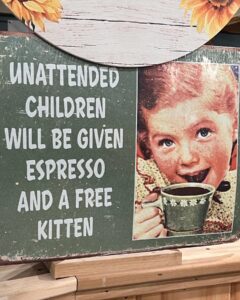 UNATTENDED
CHILDREN
WILL BE GIVEN
ESPRESSO
AND A FREE
KITTEN